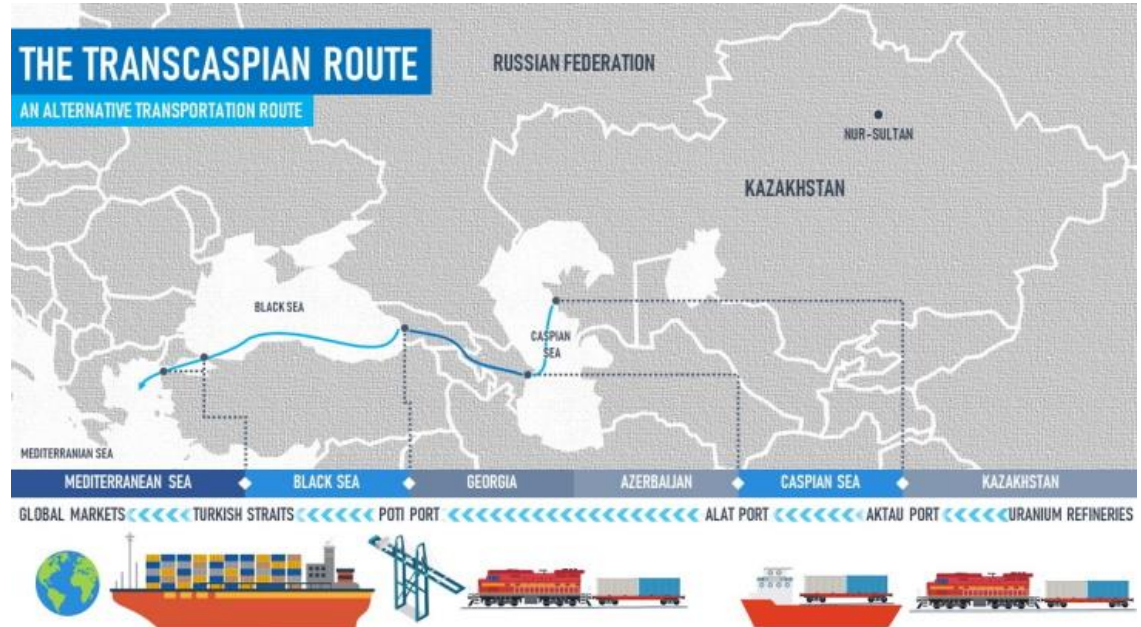 THE TRANSCASPIAN ROUTE
AN ALTERNATIVE TRANSPORTATION ROUTE
RUSSIAN FEDERATION
NUR-SULTAN
KAZAKHSTAN
BLACK SEA
CASPIAN
SEA
MEDITERRANIAN SEA
MEDITERRANEAN SEA BLACK SEA GEORGIA AZERBAIJAN CASPIAN SEA KAZAKHSTAN
GLOBAL MARKETS TURKISH STRAITS POTI PORT ALAT PORT AKTAU PORT URANIUM REFINERIES